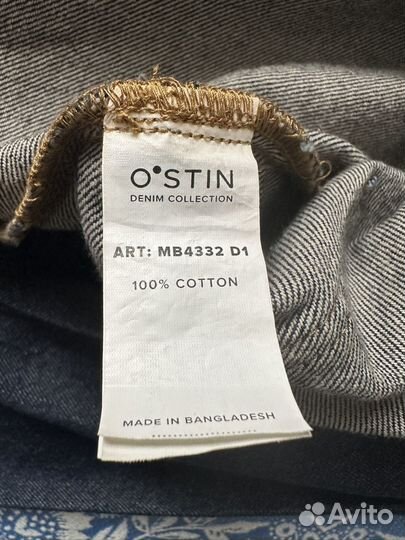 O'STIN
DENIM COLLECTION
ART: MB4332 D1
100% COTTON
MADE IN BANGLADESH
Avito